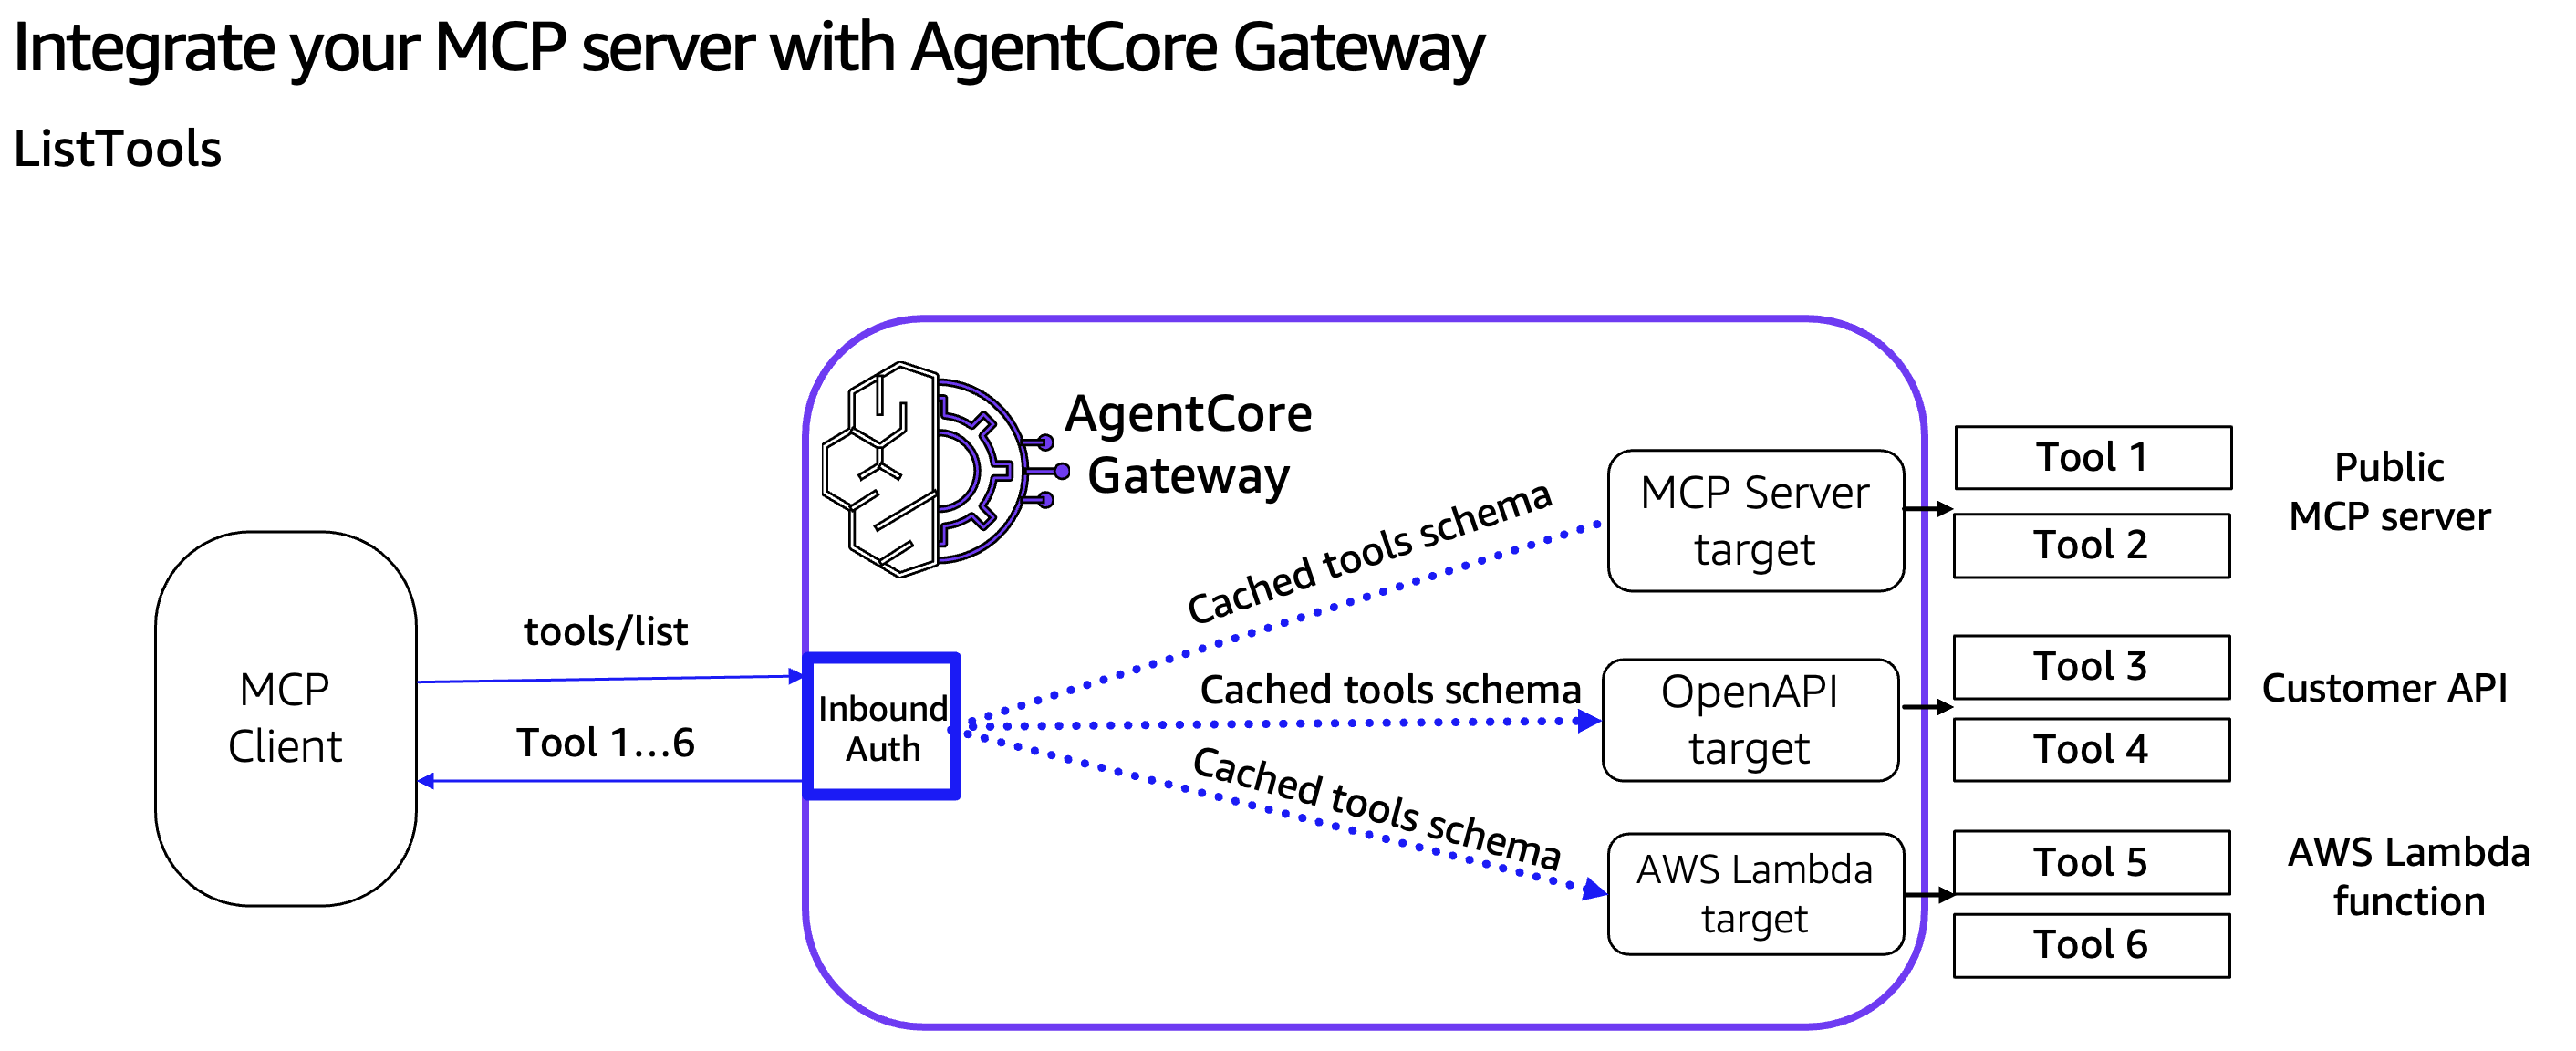 Integrate your MCP server with AgentCore Gateway
ListTools
AgentCore
Gateway
MCP
Client
tools/list
Tool 1...6
Inbound
Auth
Cached tools schema
Cached tools schema
Cached tools schema
MCP Server
target
OpenAPI
target
AWS Lambda
target
Tool 1
Tool 2
Public
MCP server
Tool 3
Tool 4
Customer API
Tool 5
Tool 6
AWS Lambda
function